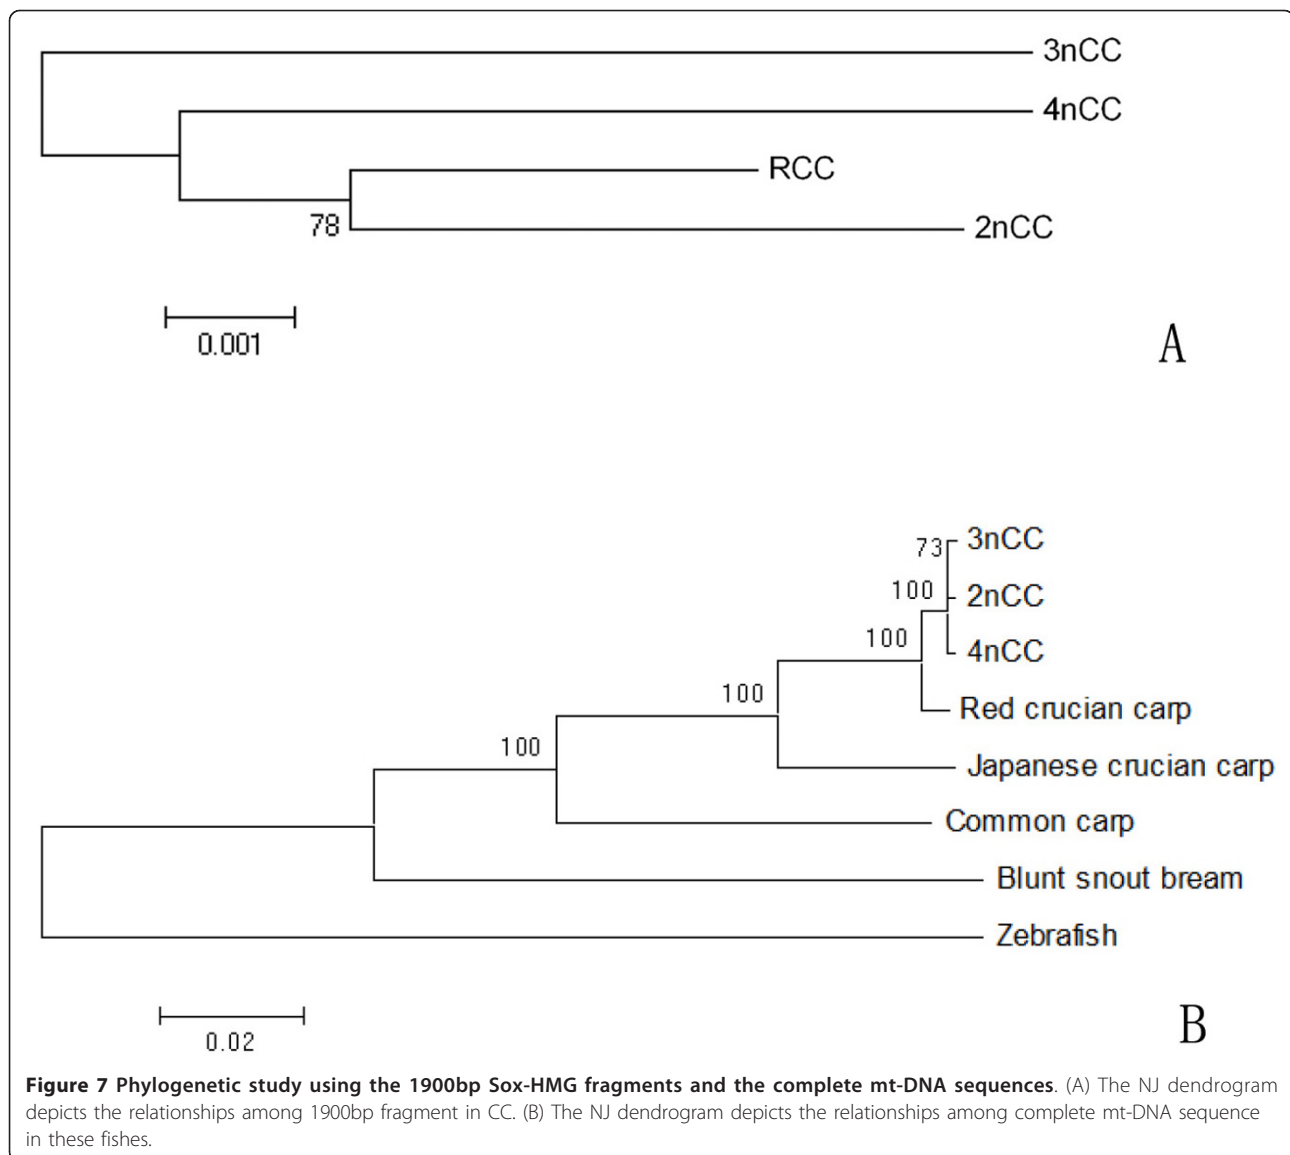 3nCC
4nCC
RCC
2nCC
78
0.001
A
3nCC
73
2nCC
100
4nCC
100
Red crucian carp
100
Japanese crucian carp
100
Common carp
Blunt snout bream
Zebrafish
0.02
B
Figure 7 Phylogenetic study using the 1900bp Sox-HMG fragments and the complete mt-DNA sequences. (A) The NJ dendrogram
depicts the relationships among 1900bp fragment in CC. (B) The NJ dendrogram depicts the relationships among complete mt-DNA sequence
in these fishes.